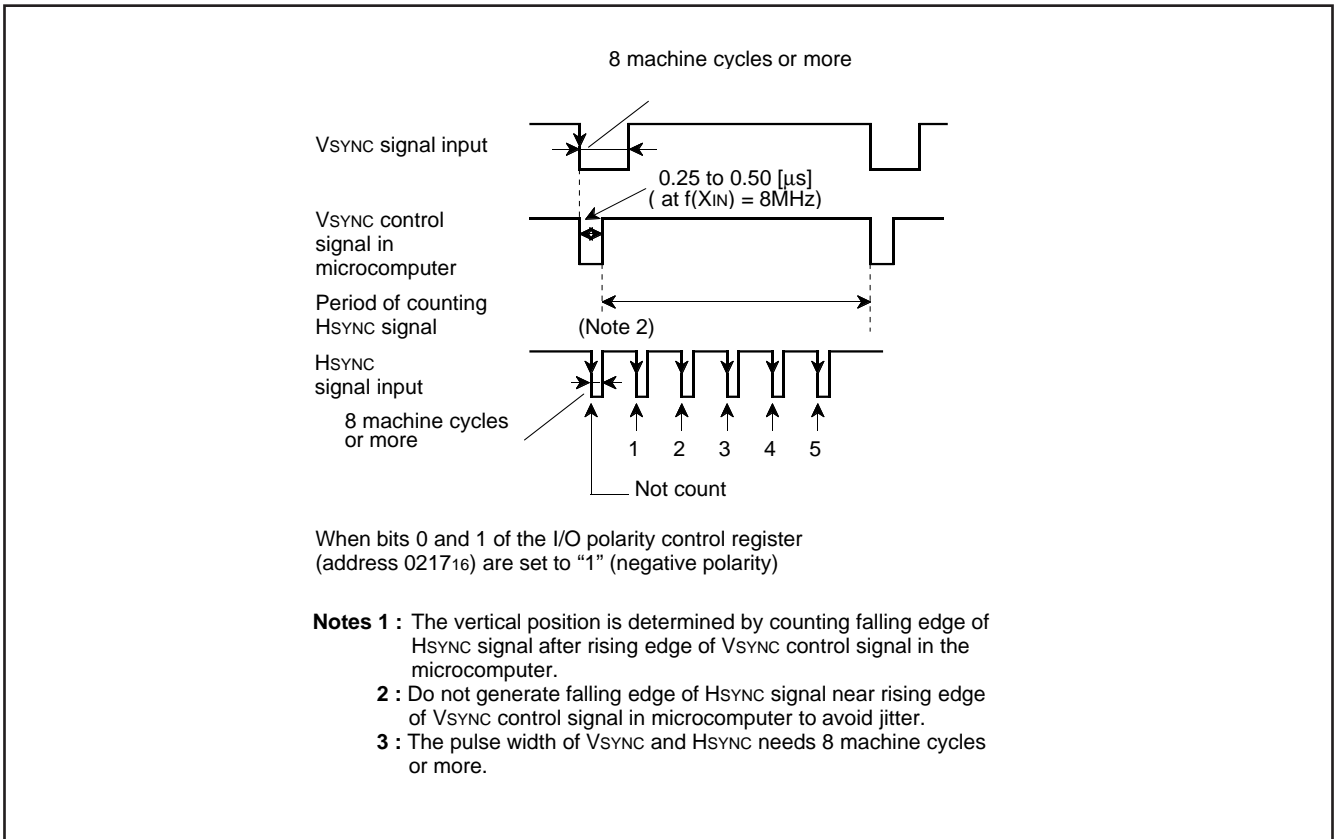 8 machine cycles or more
VSYNC signal input
0.25 to 0.50 [μs]
( at f(XIN) = 8MHz)
VSYNC control
signal in
microcomputer
Period of counting
HSYNC signal
(Note 2)
HSYNC
signal input
8 machine cycles
or more
1 2 3 4 5
Not count
When bits 0 and 1 of the I/O polarity control register
(address 021716) are set to “1” (negative polarity)
Notes 1 : The vertical position is determined by counting falling edge of
HSYNC signal after rising edge of VSYNC control signal in the
microcomputer.
2 : Do not generate falling edge of HSYNC signal near rising edge
of VSYNC control signal in microcomputer to avoid jitter.
3 : The pulse width of VSYNC and HSYNC needs 8 machine cycles
or more.